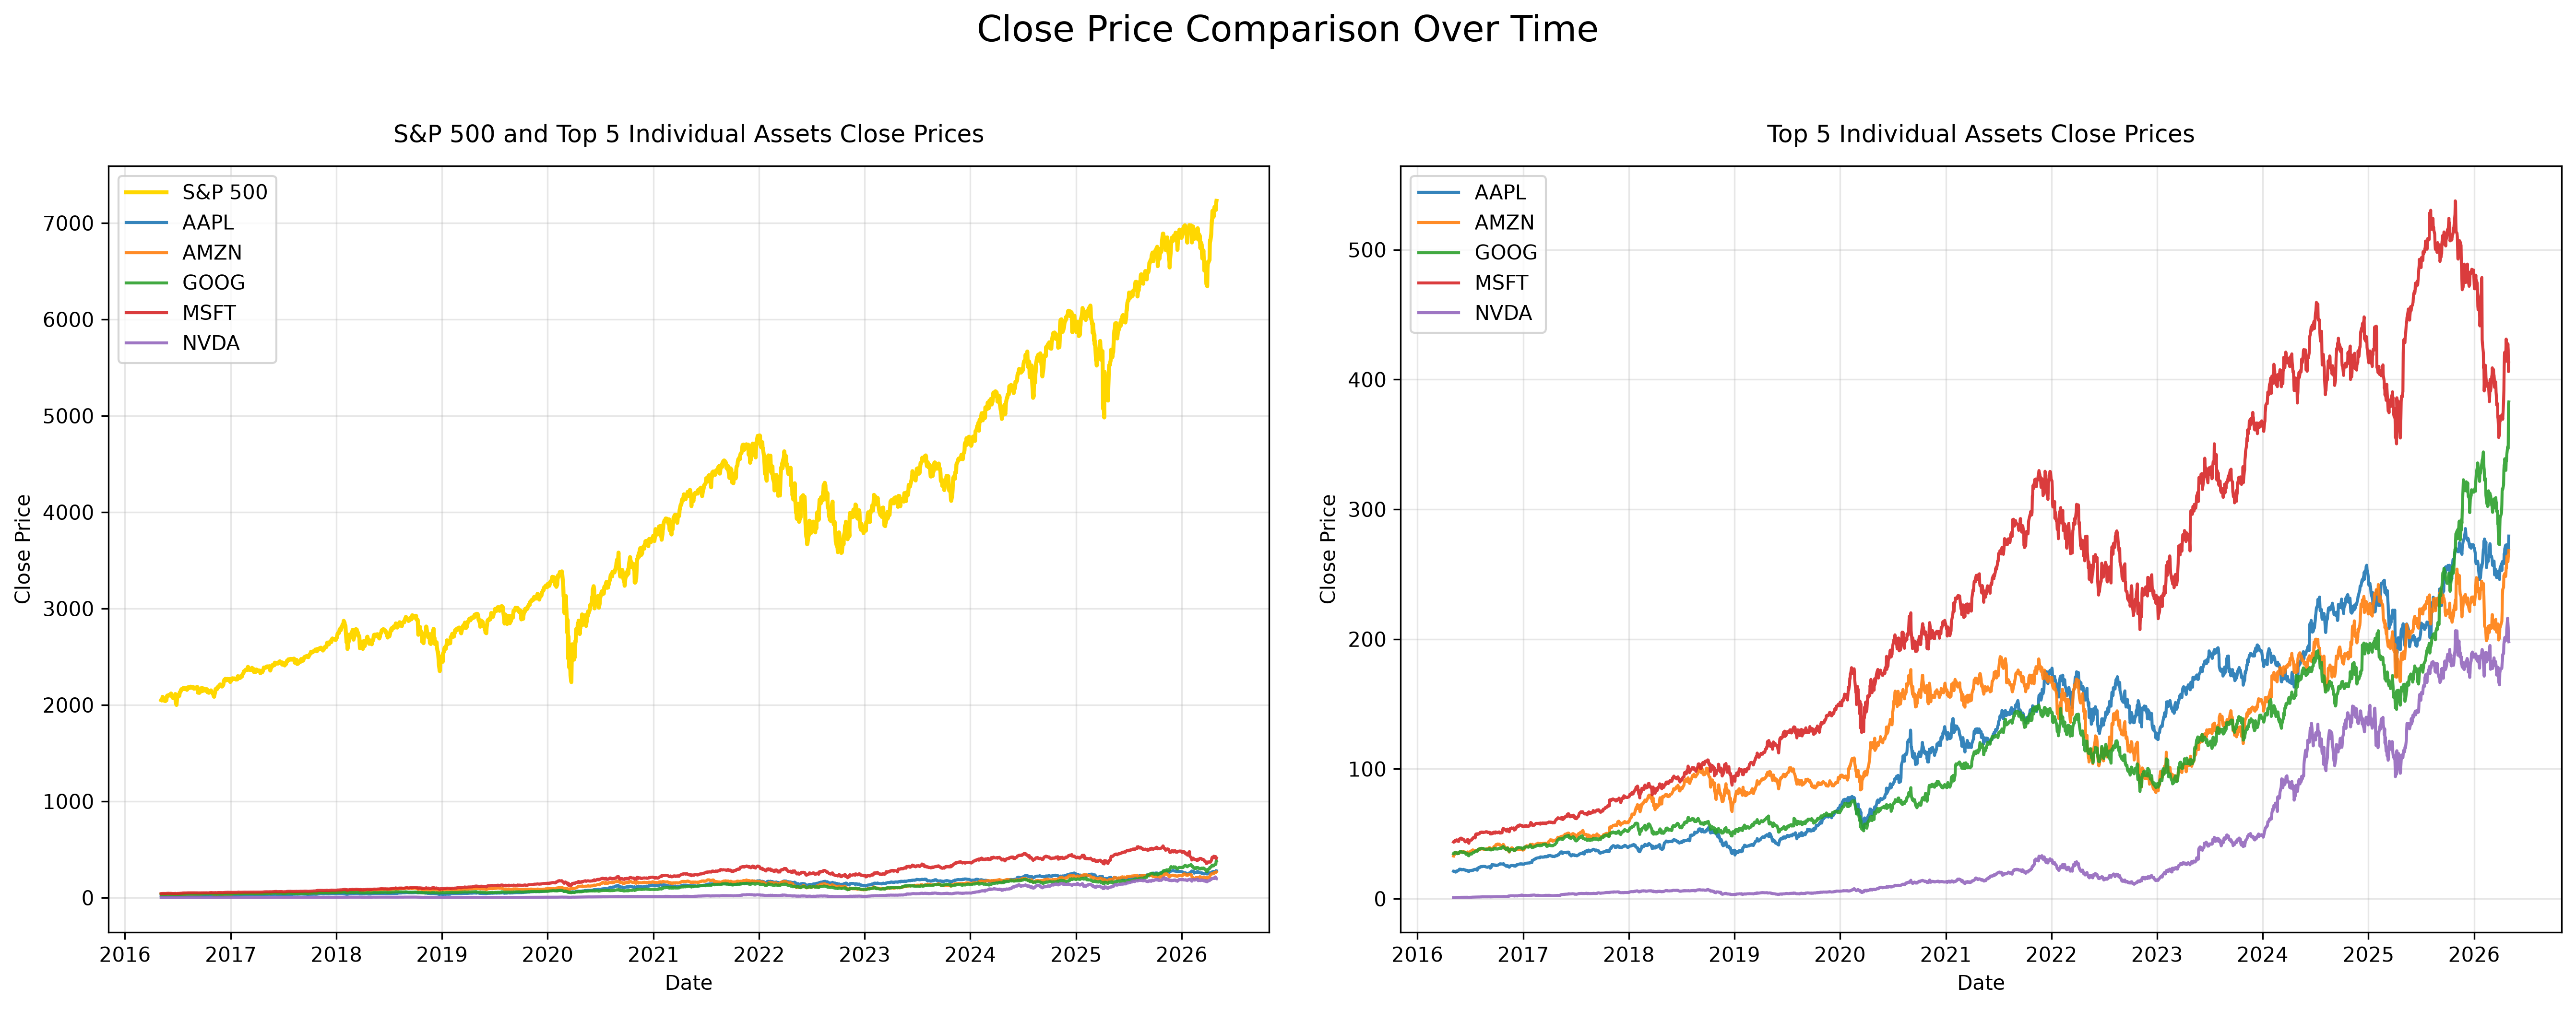 Close Price Comparison Over Time
S&P 500 and Top 5 Individual Assets Close Prices
S&P 500
AAPL
AMZN
GOOG
MSFT
NVDA
7000
6000
5000
4000
3000
2000
1000
0
Close Price
2016 2017 2018 2019 2020 2021 2022 2023 2024 2025 2026
Date
Top 5 Individual Assets Close Prices
AAPL
AMZN
GOOG
MSFT
NVDA
500
400
300
200
100
0
Close Price
2016 2017 2018 2019 2020 2021 2022 2023 2024 2025 2026
Date